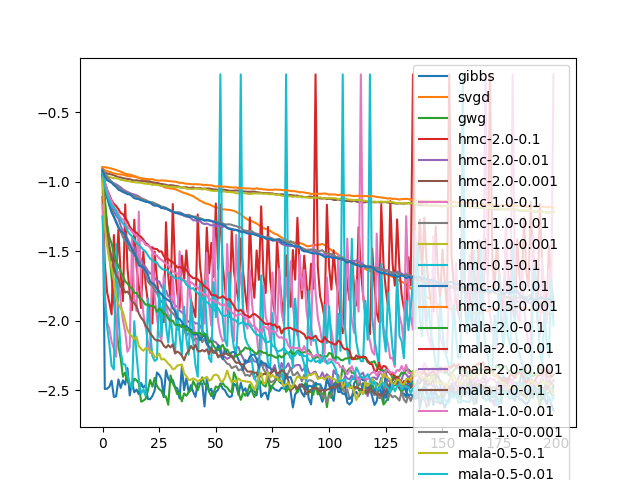 −0.5
−1.0
−1.5
−2.0
−2.5
0
25
50
75
100
125
150
175
200
gibbs
svgd
gwg
hmc-2.0-0.1
hmc-2.0-0.01
hmc-2.0-0.001
hmc-1.0-0.1
hmc-1.0-0.01
hmc-1.0-0.001
hmc-0.5-0.1
hmc-0.5-0.01
hmc-0.5-0.001
mala-2.0-0.1
mala-2.0-0.01
mala-2.0-0.001
mala-1.0-0.1
mala-1.0-0.01
mala-1.0-0.001
mala-0.5-0.1
mala-0.5-0.01